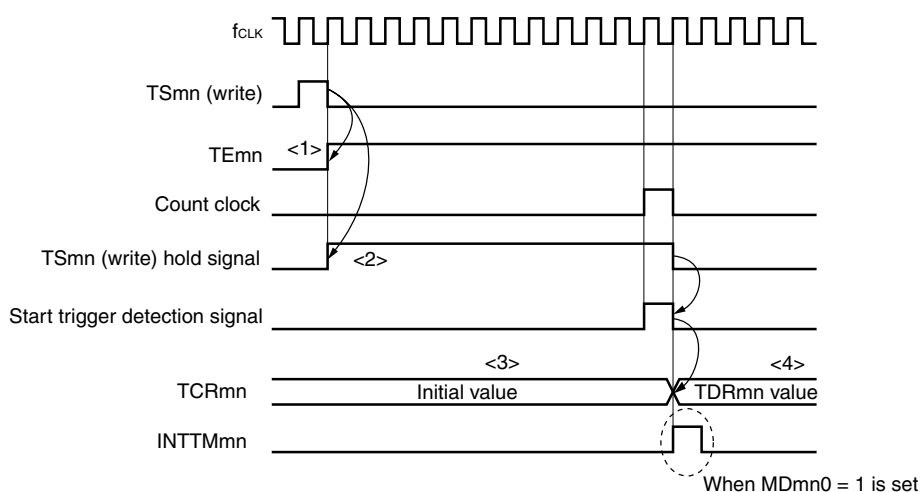 fCLK
TSmn (write)
TEmn
<1>
Count clock
TSmn (write) hold signal
<2>
Start trigger detection signal
<3>
<4>
TCRmn
Initial value
TDRmn value
INTTMmn
When MDmn0 = 1 is set